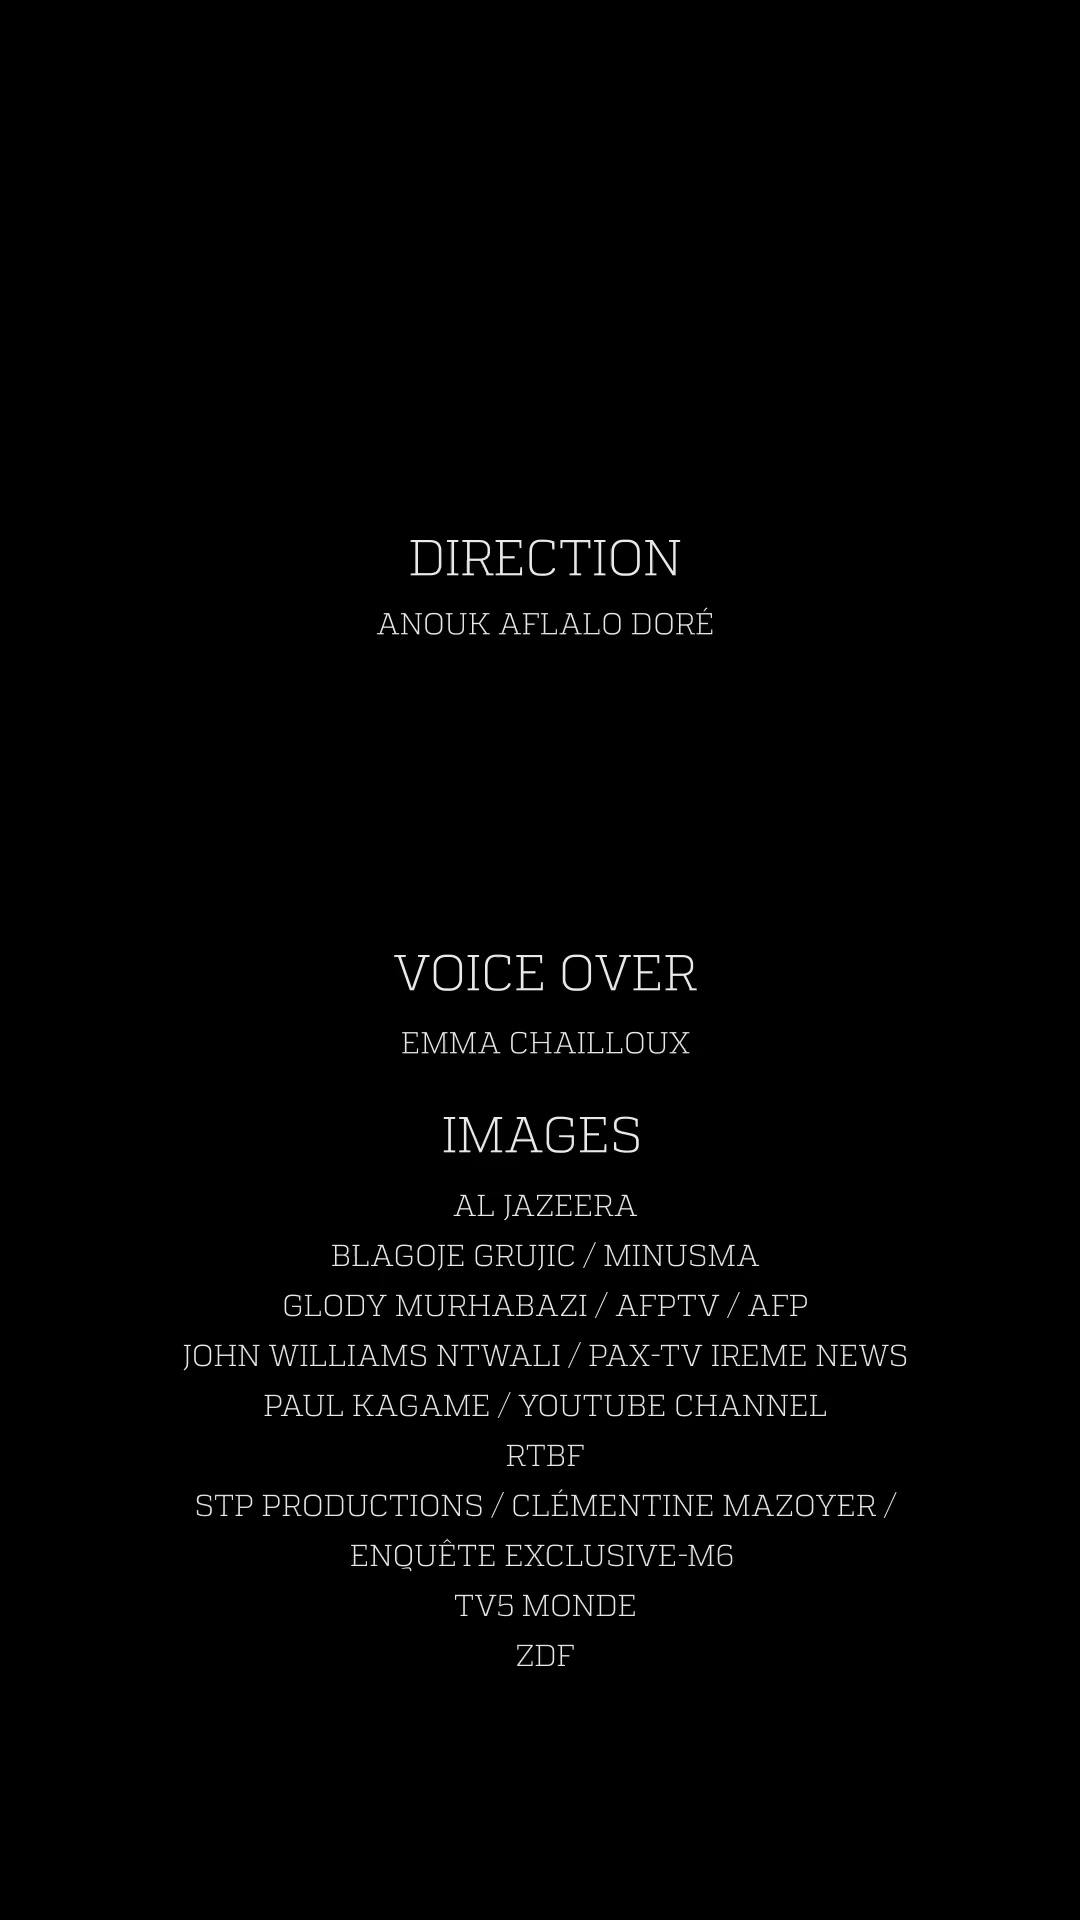 DIRECTION
ANOUK AFLALO DORÉ
VOICE OVER
EMMA CHAILLOUX
IMAGES
AL JAZEERA
BLAGOJE GRUJIC / MINUSMA
GLODY MURHABAZI / AFPTV / AFP
JOHN WILLIAMS NTWALI / PAX-TV IREME NEWS
PAUL KAGAME / YOUTUBE CHANNEL
RTBF
STP PRODUCTIONS / CLÉMENTINE MAZOYER /
ENQUÊTE EXCLUSIVE-M6
TV5 MONDE
ZDF